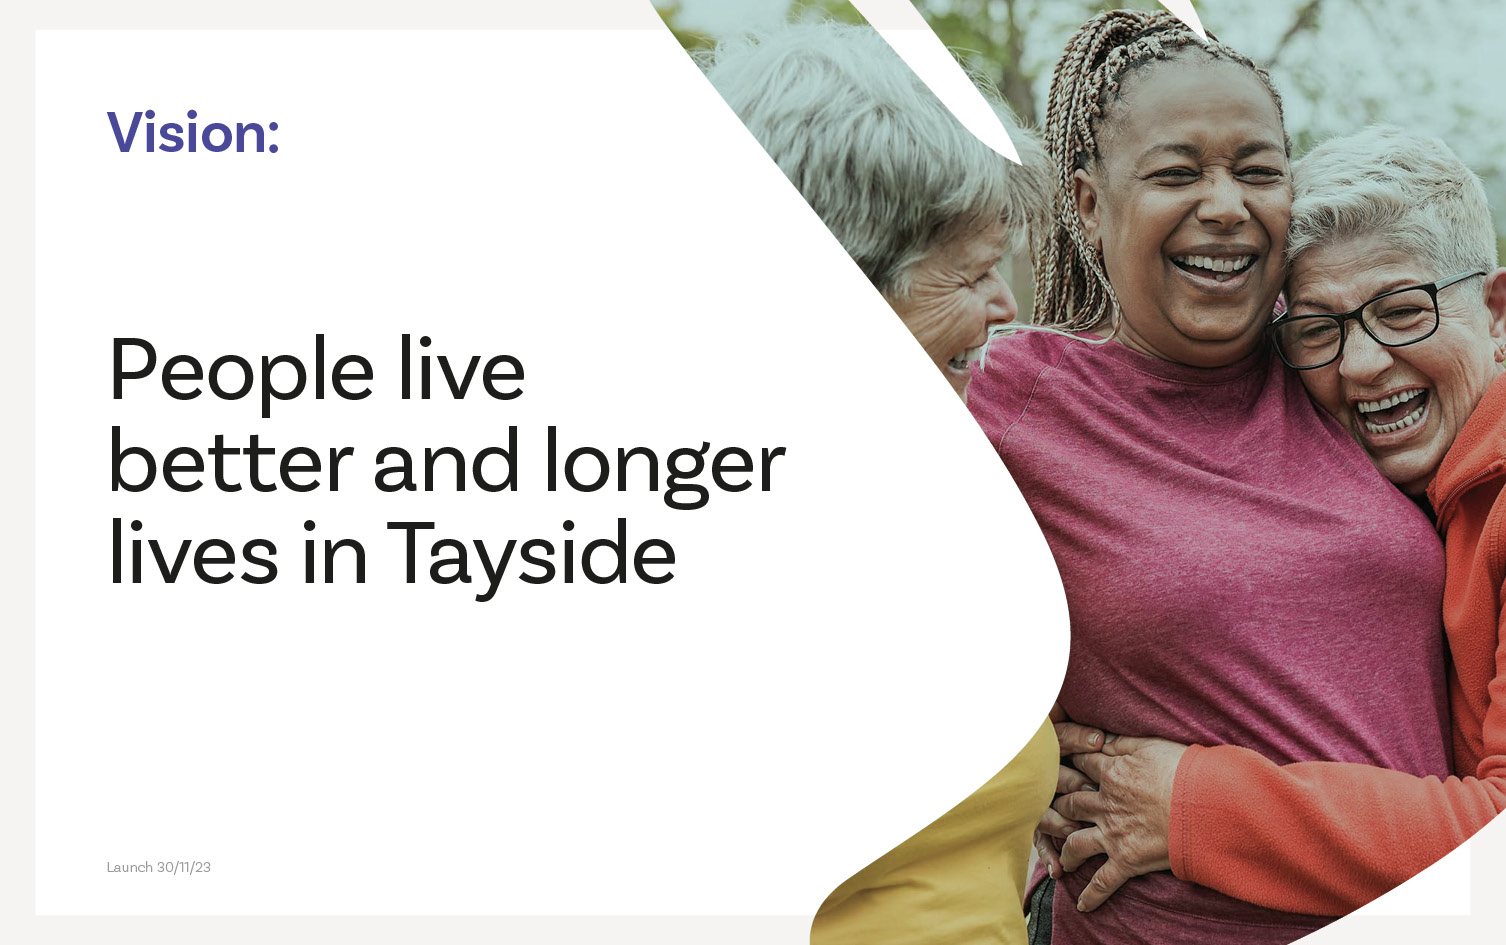 Vision:
People live
better and longer
lives in Tayside
Launch 30/11/23